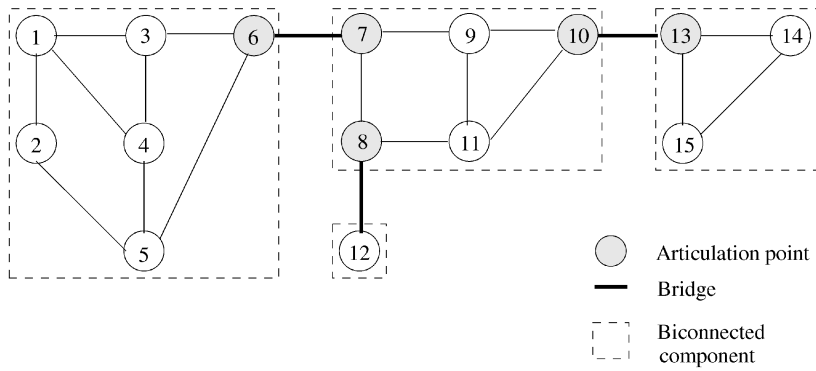 1 3 6 7 9 10 13 14
2 4 8 11 15
5 12
Articulation point
Bridge
Biconnected
component